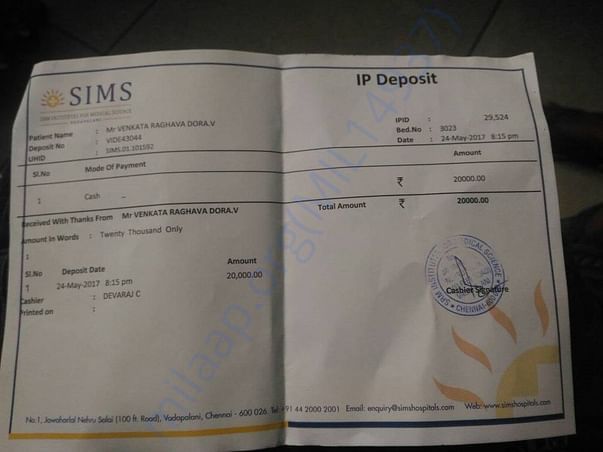 SIMS
SRM INSTITUTES FOR MEDICAL SCIENCE
VADAPALANI
IP Deposit
Patient Name : Mr VENKATA RAGHAVA DORA.V
Deposit No : VIDE43044
UHID : SIMS.01.101592
IPID : 29,524
Bed.No : 3023
Date : 24-May-2017 8:15 pm
Sl.No Mode Of Payment Amount
1 Cash _ ₹ 20000.00
Received With Thanks From Mr VENKATA RAGHAVA DORA.V
Total Amount ₹ 20000.00
Amount In Words : Twenty Thousand Only
:
Sl.No Deposit Date Amount
1 24-May-2017 8:15 pm 20,000.00
Cashier : DEVARAJ C
Printed on :
Cashier Signature
CHENNAI
No:1, Jawaharlal Nehru Salai (100 ft. Road), Vadapalani, Chennai - 600 026. Tel: +91 44 2000 2001 Email: enquiry@simshospitals.com Web: www.simshospitals.com
milaap.org(MIL14937)